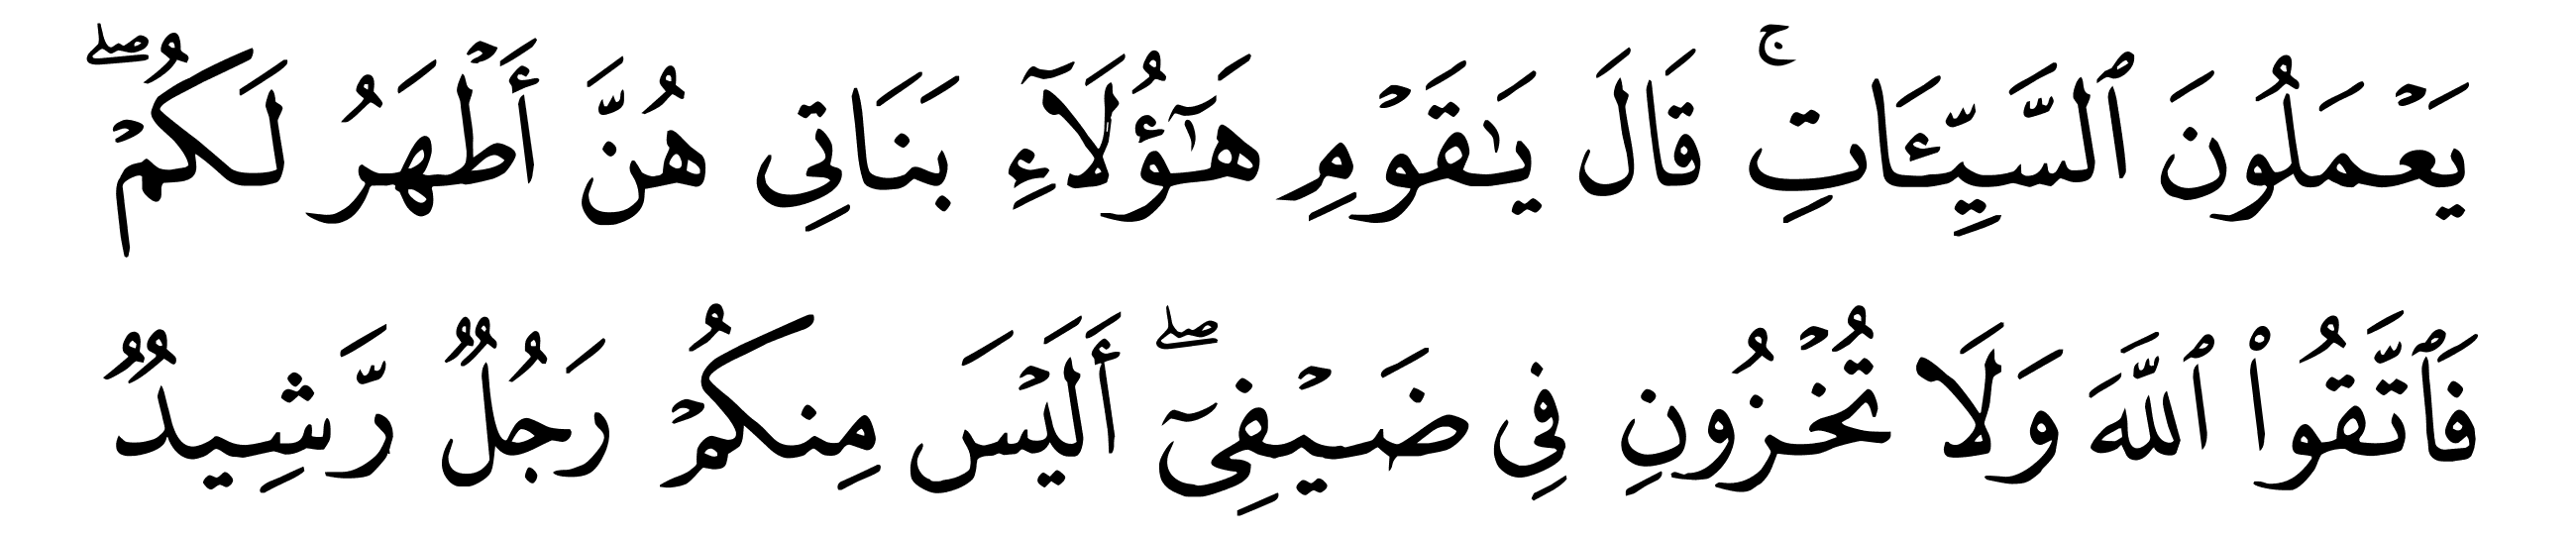 يَعۡمَلُونَ ٱلسَّيِّـَٔاتِۚ قَالَ يَٰقَوۡمِ هَٰٓؤُلَآءِ بَنَاتِي هُنَّ أَطۡهَرُ لَكُمۡۖ
فَٱتَّقُواْ ٱللَّهَ وَلَا تُخۡزُونِ فِي ضَيۡفِيٓۖ أَلَيۡسَ مِنكُمۡ رَجُلٞ رَّشِيدٞ